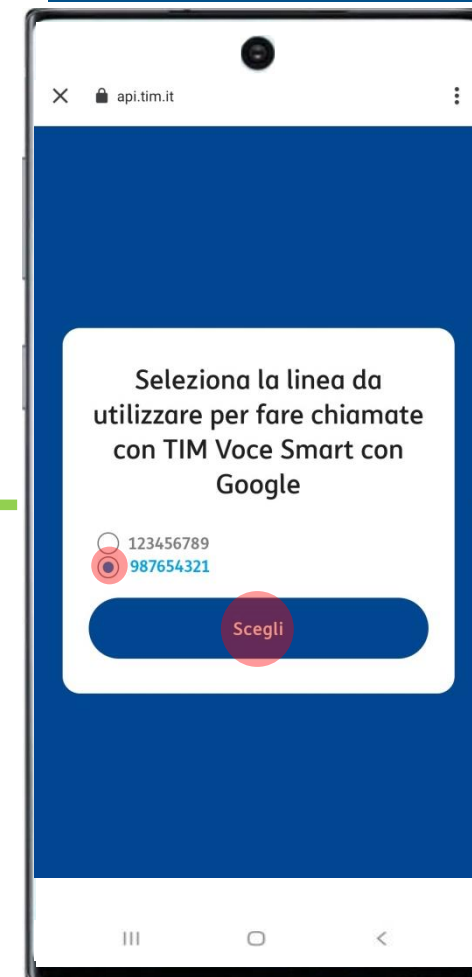 api.tim.it
Seleziona la linea da
utilizzare per fare chiamate
con TIM Voce Smart con
Google
123456789
987654321
Scegli